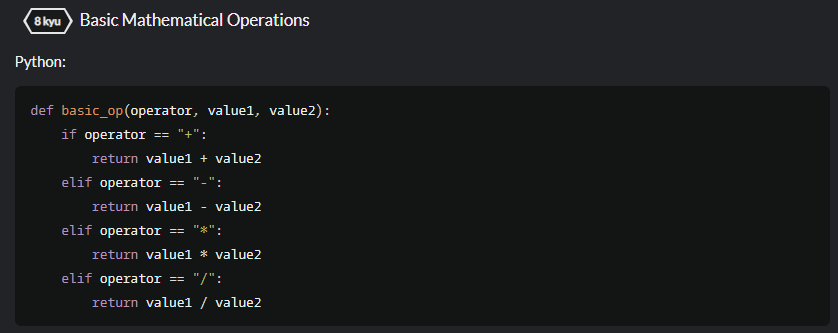 8 kyu Basic Mathematical Operations
Python:
def basic_op(operator, value1, value2):
    if operator == "+":
        return value1 + value2
    elif operator == "-":
        return value1 - value2
    elif operator == "*":
        return value1 * value2
    elif operator == "/":
        return value1 / value2